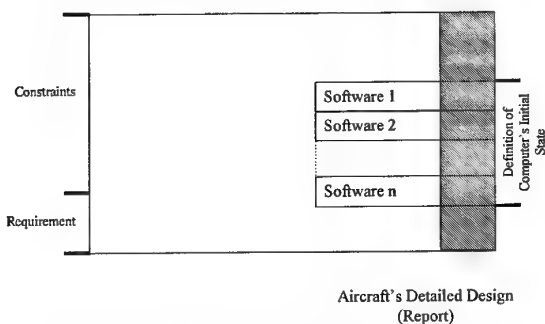 Constraints
Requirement
Software 1
Software 2
Software n
Definition of
Computer's Initial
State
Aircraft's Detailed Design
(Report)